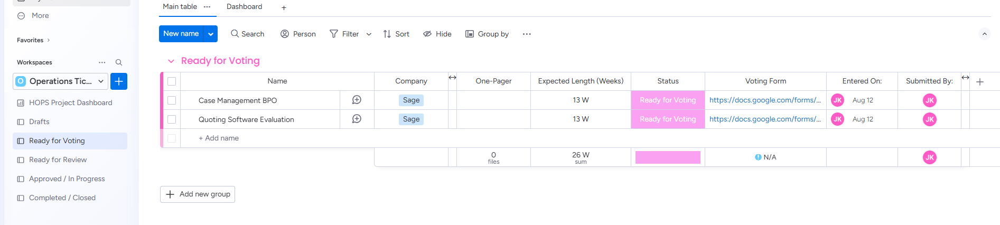 More
Favorites
Workspaces
O Operations Tic...
HOPS Project Dashboard
Drafts
Ready for Voting
Ready for Review
Approved / In Progress
Completed / Closed
Main table
Dashboard
New name
Search
Person
Filter
Sort
Hide
Group by
Ready for Voting
Name Company One-Pager Expected Length (Weeks) Status Voting Form Entered On: Submitted By:
Case Management BPO Sage 13 W Ready for Voting https://docs.google.com/forms/... JK Aug 12 JK
Quoting Software Evaluation Sage 13 W Ready for Voting https://docs.google.com/forms/... JK Aug 12 JK
+ Add name
0 26 W N/A JK
files sum
+ Add new group